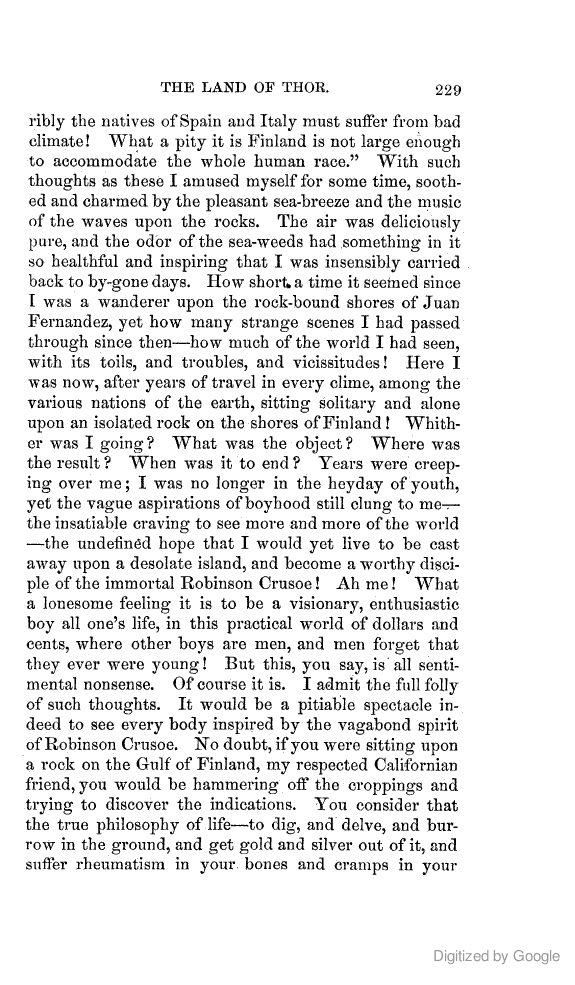 THE LAND OF THOR. 229
ribly the natives of Spain and Italy must suffer from bad
climate! What a pity it is Finland is not large enough
to accommodate the whole human race.” With such
thoughts as these I amused myself for some time, sooth-
ed and charmed by the pleasant sea-breeze and the music
of the waves upon the rocks. The air was deliciously
pure, and the odor of the sea-weeds had something in it
so healthful and inspiring that I was insensibly carried
back to by-gone days. How short a time it seemed since
I was a wanderer upon the rock-bound shores of Juan
Fernandez, yet how many strange scenes I had passed
through since then—how much of the world I had seen,
with its toils, and troubles, and vicissitudes! Here I
was now, after years of travel in every clime, among the
various nations of the earth, sitting solitary and alone
upon an isolated rock on the shores of Finland! Whith-
er was I going? What was the object? Where was
the result? When was it to end? Years were creep-
ing over me; I was no longer in the heyday of youth,
yet the vague aspirations of boyhood still clung to me—
the insatiable craving to see more and more of the world
—the undefined hope that I would yet live to be cast
away upon a desolate island, and become a worthy disci-
ple of the immortal Robinson Crusoe! Ah me! What
a lonesome feeling it is to be a visionary, enthusiastic
boy all one’s life, in this practical world of dollars and
cents, where other boys are men, and men forget that
they ever were young! But this, you say, is all senti-
mental nonsense. Of course it is. I admit the full folly
of such thoughts. It would be a pitiable spectacle in-
deed to see every body inspired by the vagabond spirit
of Robinson Crusoe. No doubt, if you were sitting upon
a rock on the Gulf of Finland, my respected Californian
friend, you would be hammering off the croppings and
trying to discover the indications. You consider that
the true philosophy of life—to dig, and delve, and bur-
row in the ground, and get gold and silver out of it, and
suffer rheumatism in your bones and cramps in your
Digitized by Google